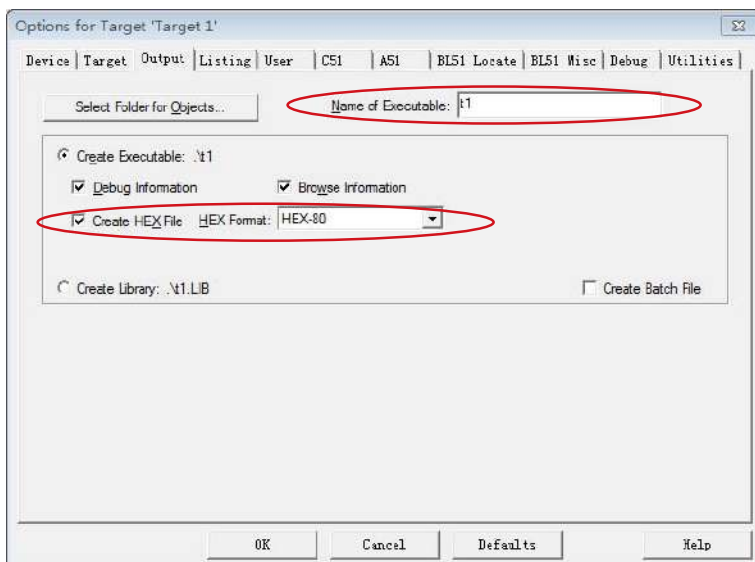 Options for Target 'Target 1'
Device Target Output Listing User C51 A51 BL51 Locate BL51 Misc Debug Utilities
Select Folder for Objects... Name of Executable: t1
Create Executable: .\t1
Debug Information Browse Information
Create HEX File HEX Format: HEX-80
Create Library: .\t1.LIB Create Batch File
OK Cancel Defaults Help